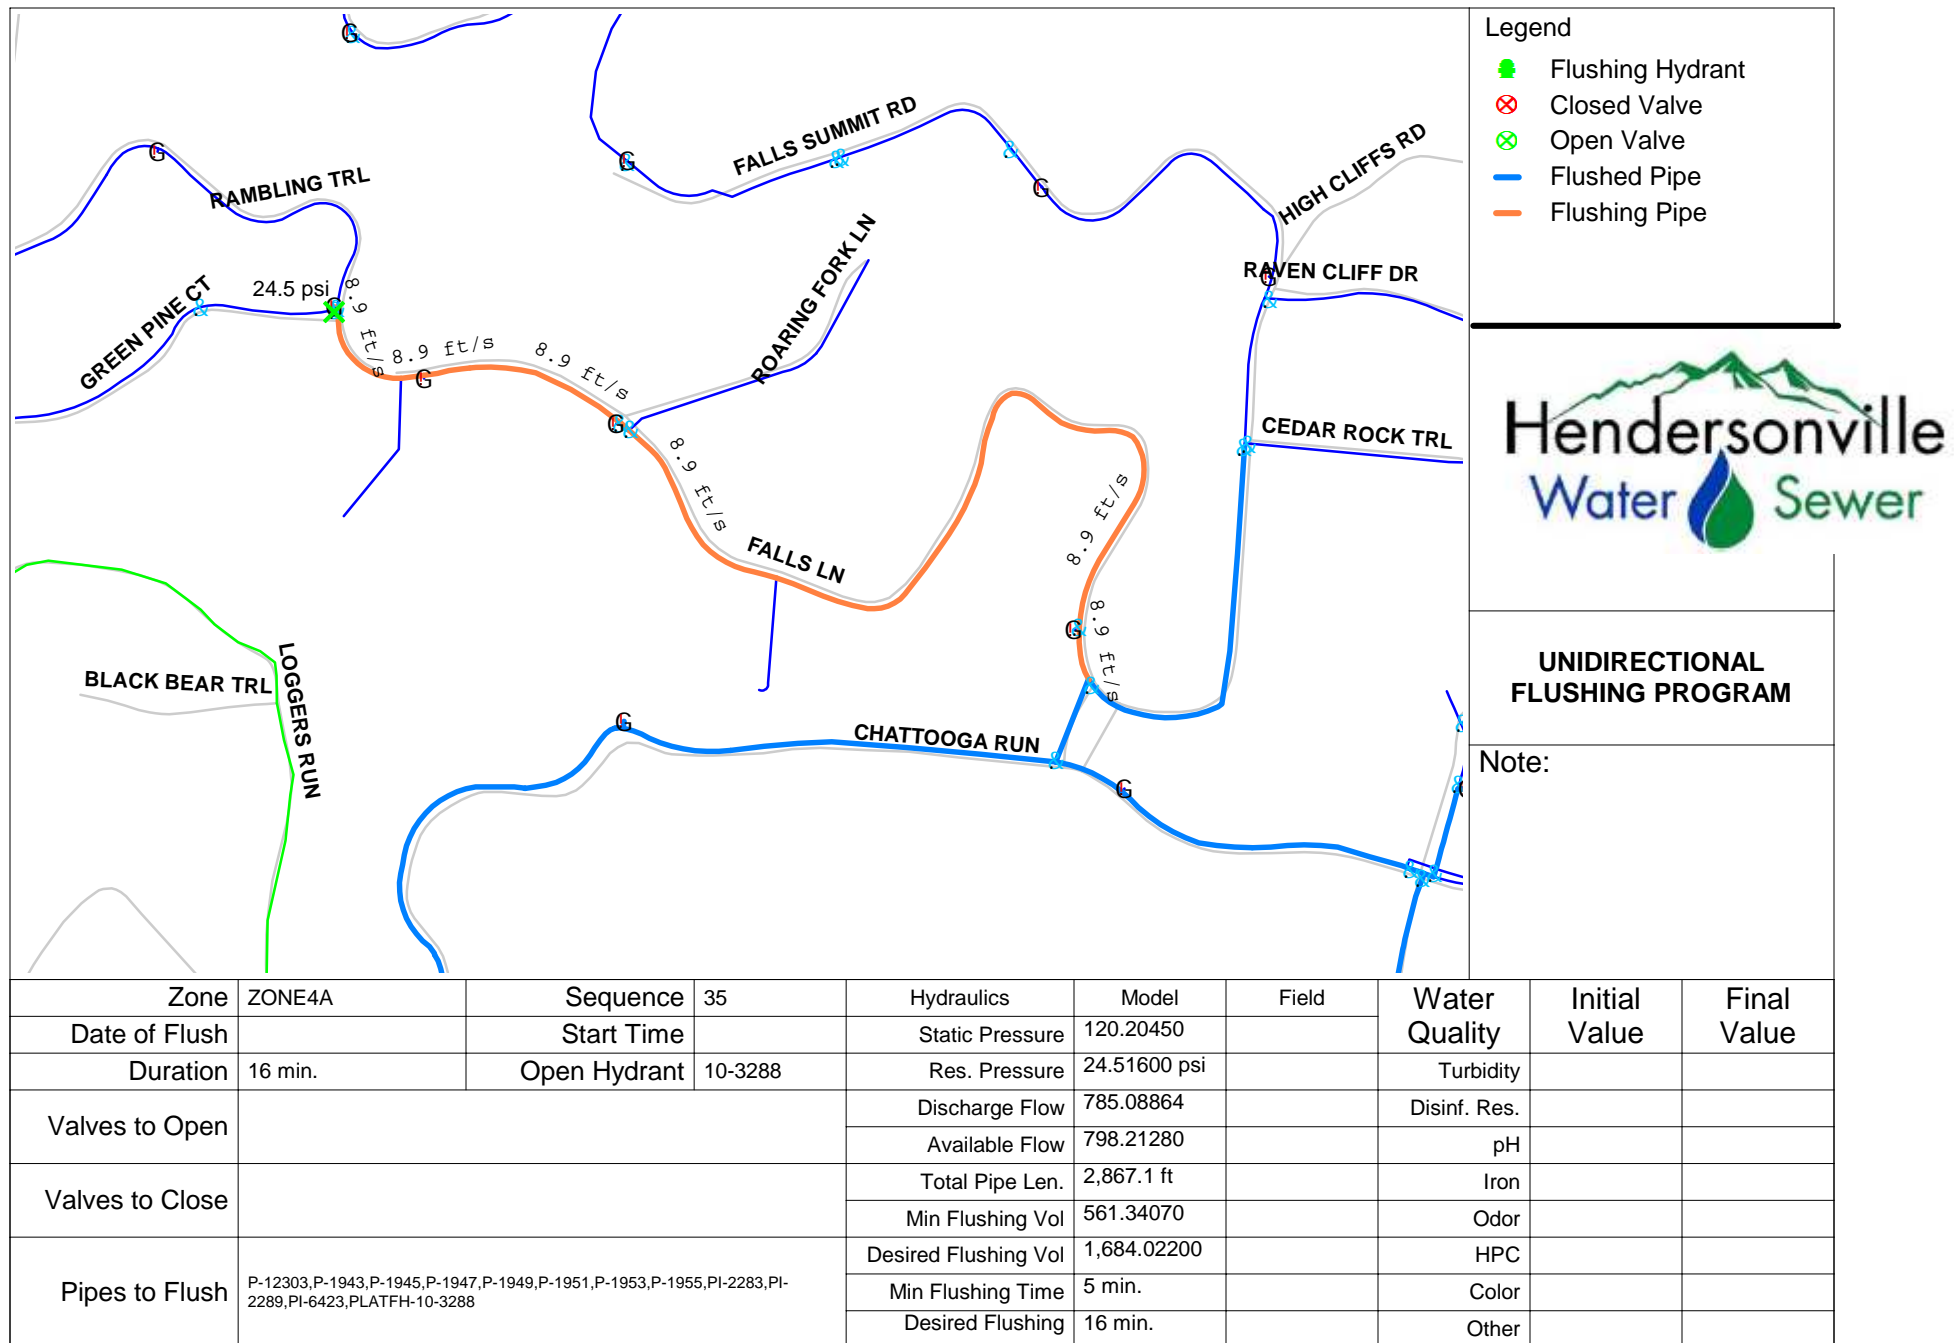 Legend
Flushing Hydrant
Closed Valve
Open Valve
Flushed Pipe
Flushing Pipe
FALLS SUMMIT RD
HIGH CLIFFS RD
RAMBLING TRL
ROARING FORK LN
RAVEN CLIFF DR
GREEN PINE CT
24.5 psi
8.9 ft/s
8.9 ft/s
8.9 ft/s
8.9 ft/s
8.9 ft/s
8.9 ft/s
CEDAR ROCK TRL
FALLS LN
BLACK BEAR TRL
LOGGERS RUN
CHATTOOGA RUN
Hendersonville
Water Sewer
UNIDIRECTIONAL
FLUSHING PROGRAM
Note:
Zone ZONE4A Sequence 35 Hydraulics Model Field Water Quality Initial Value Final Value
Date of Flush Start Time Static Pressure 120.20450
Duration 16 min. Open Hydrant 10-3288 Res. Pressure 24.51600 psi Turbidity
Valves to Open Discharge Flow 785.08864 Disinf. Res.
Available Flow 798.21280 pH
Valves to Close Total Pipe Len. 2,867.1 ft Iron
Min Flushing Vol 561.34070 Odor
Pipes to Flush P-12303,P-1943,P-1945,P-1947,P-1949,P-1951,P-1953,P-1955,PI-2283,PI-
2289,PI-6423,PLATFH-10-3288
Desired Flushing Vol 1,684.02200 HPC
Min Flushing Time 5 min. Color
Desired Flushing 16 min. Other